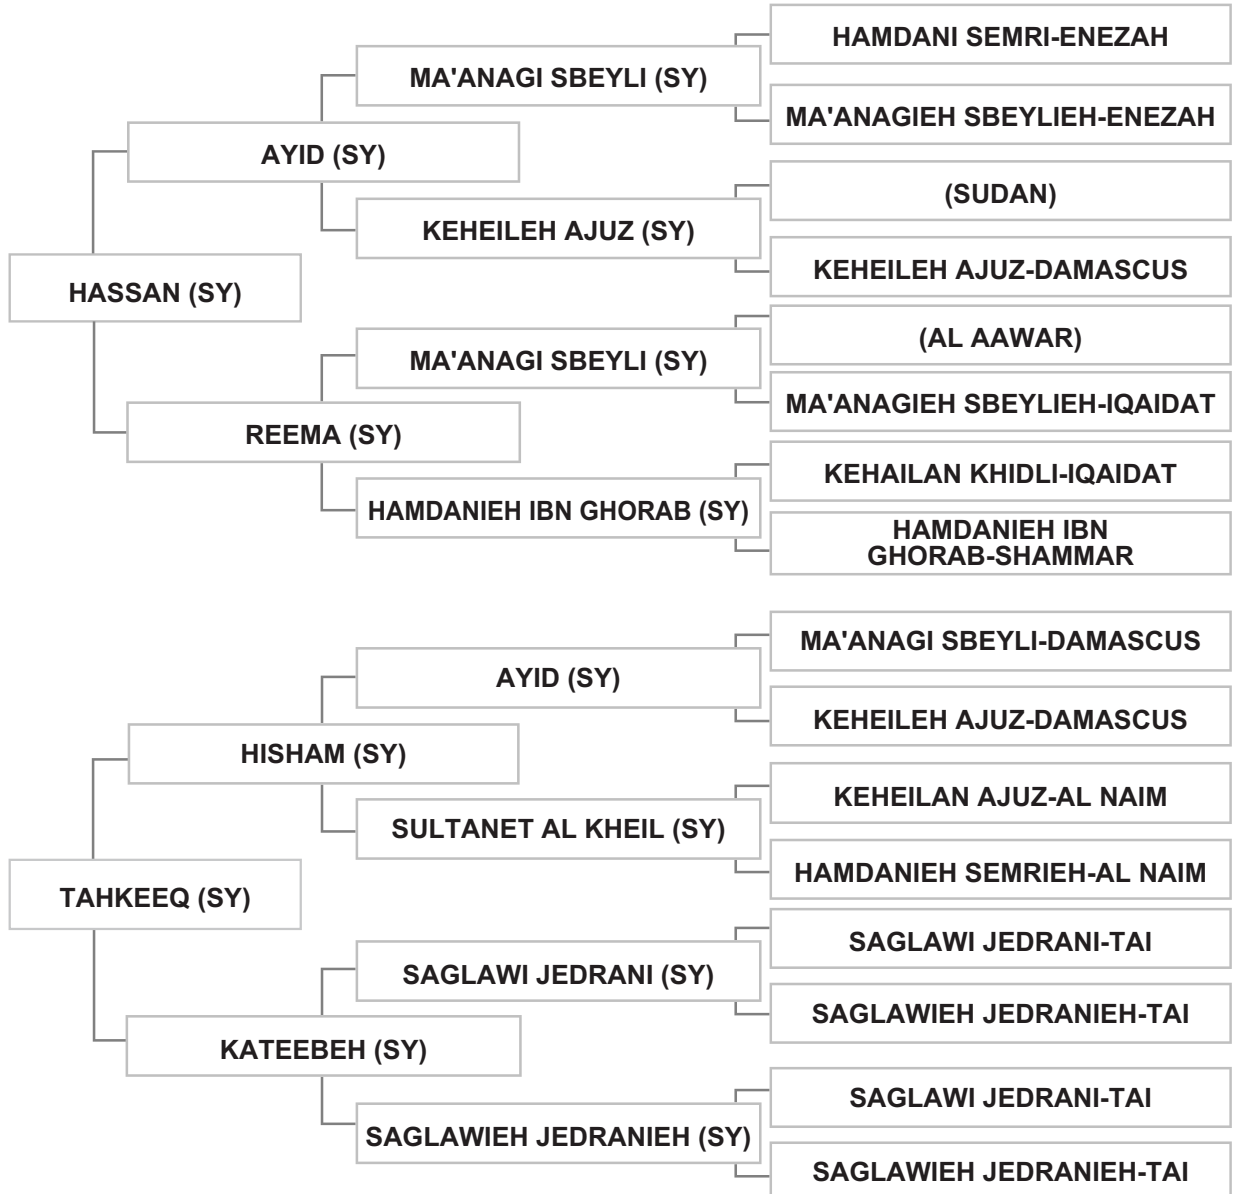 HAMDANI SEMRI-ENEZAH
MA'ANAGI SBEYLI (SY)
MA'ANAGIEH SBEYLIEH-ENEZAH
AYID (SY)
(SUDAN)
KEHEILEH AJUZ (SY)
KEHEILEH AJUZ-DAMASCUS
HASSAN (SY)
(AL AAWAR)
MA'ANAGI SBEYLI (SY)
MA'ANAGIEH SBEYLIEH-IQAIDAT
REEMA (SY)
KEHAILAN KHIDLI-IQAIDAT
HAMDANIEH IBN GHORAB (SY)
HAMDANIEH IBN
GHORAB-SHAMMAR
MA'ANAGI SBEYLI-DAMASCUS
AYID (SY)
KEHEILEH AJUZ-DAMASCUS
HISHAM (SY)
KEHEILAN AJUZ-AL NAIM
SULTANET AL KHEIL (SY)
HAMDANIEH SEMRIEH-AL NAIM
TAHKEEQ (SY)
SAGLAWI JEDRANI-TAI
SAGLAWI JEDRANI (SY)
SAGLAWIEH JEDRANIEH-TAI
KATEEBEH (SY)
SAGLAWI JEDRANI-TAI
SAGLAWIEH JEDRANIEH (SY)
SAGLAWIEH JEDRANIEH-TAI